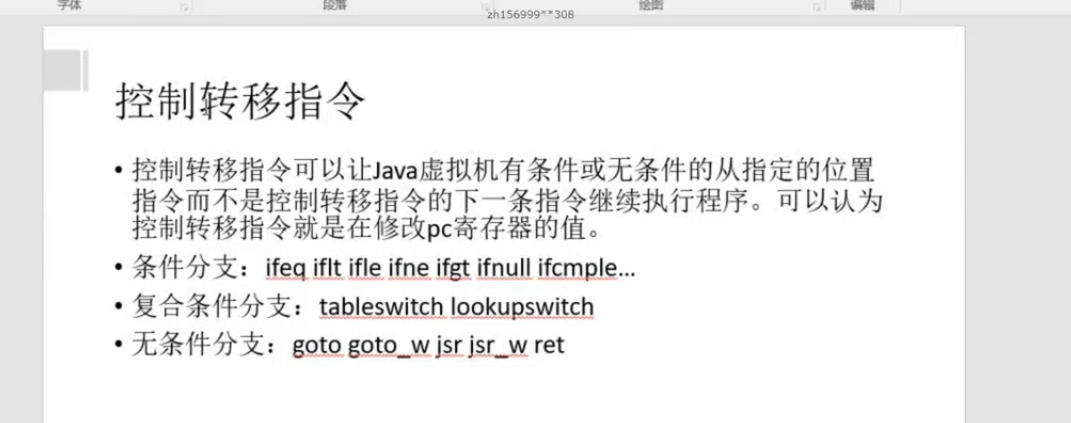 字体
段落
绘图
编辑
zh156999**308
控制转移指令
• 控制转移指令可以让Java虚拟机有条件或无条件的从指定的位置
指令而不是控制转移指令的下一条指令继续执行程序。可以认为
控制转移指令就是在修改pc寄存器的值。
• 条件分支：ifeq iflt ifle ifne ifgt ifnull ifcmple...
• 复合条件分支：tableswitch lookupswitch
• 无条件分支：goto goto_w jsr jsr_w ret